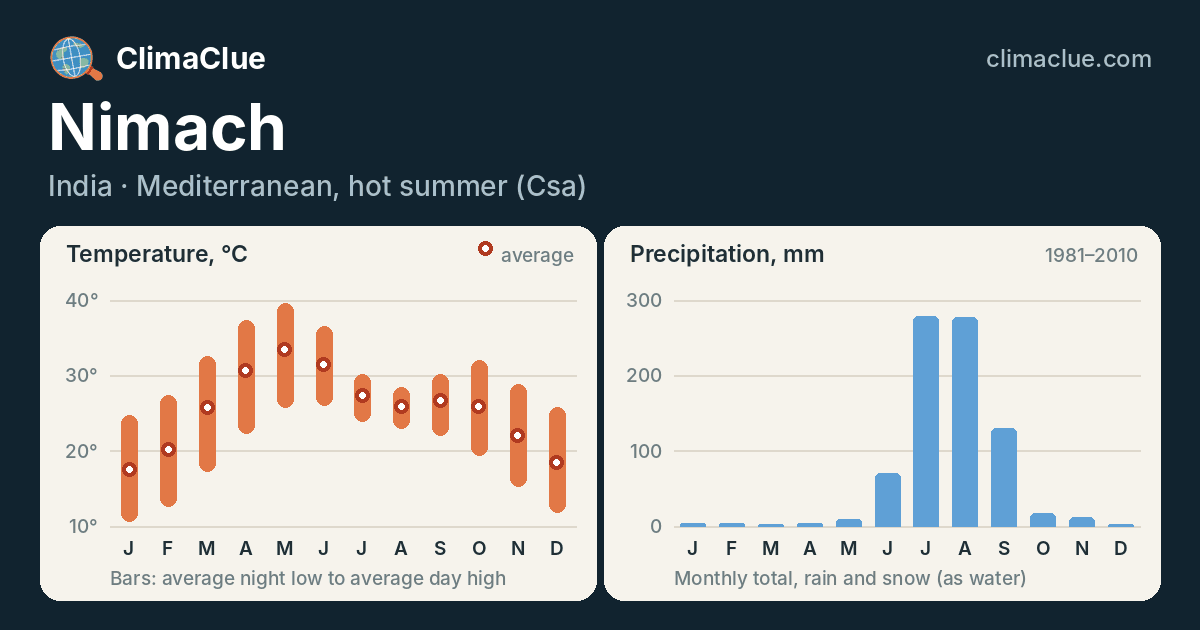 ClimaClue
climaclue.com
Nimach
India · Mediterranean, hot summer (Csa)
Temperature, °C
average
40°
30°
20°
10°
J F M A M J J A S O N D
Bars: average night low to average day high
Precipitation, mm
1981–2010
300
200
100
0
J F M A M J J A S O N D
Monthly total, rain and snow (as water)